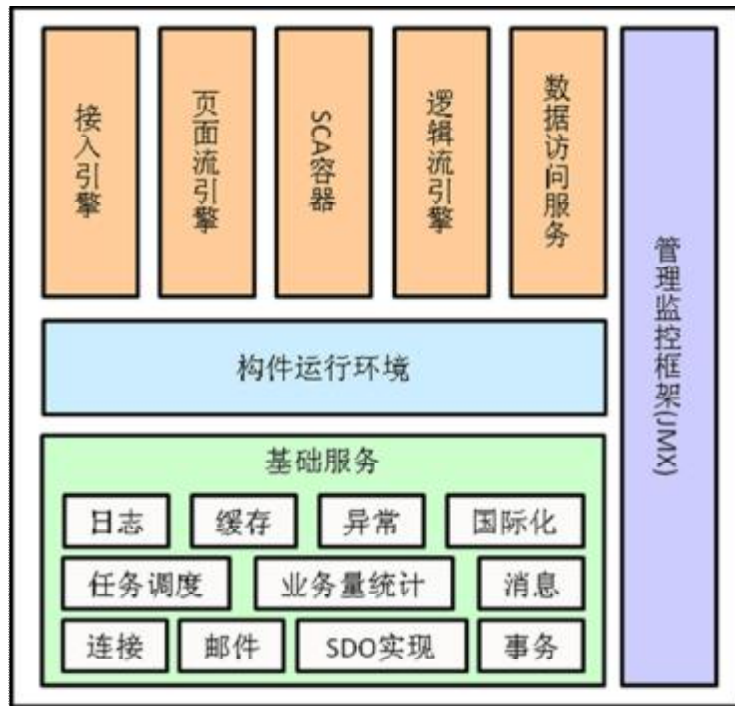 接入引擎
页面流引擎
SCA容器
逻辑流引擎
数据访问服务
管理监控框架(JMX)
构件运行环境
基础服务
日志
缓存
异常
国际化
任务调度
业务量统计
消息
连接
邮件
SDO实现
事务